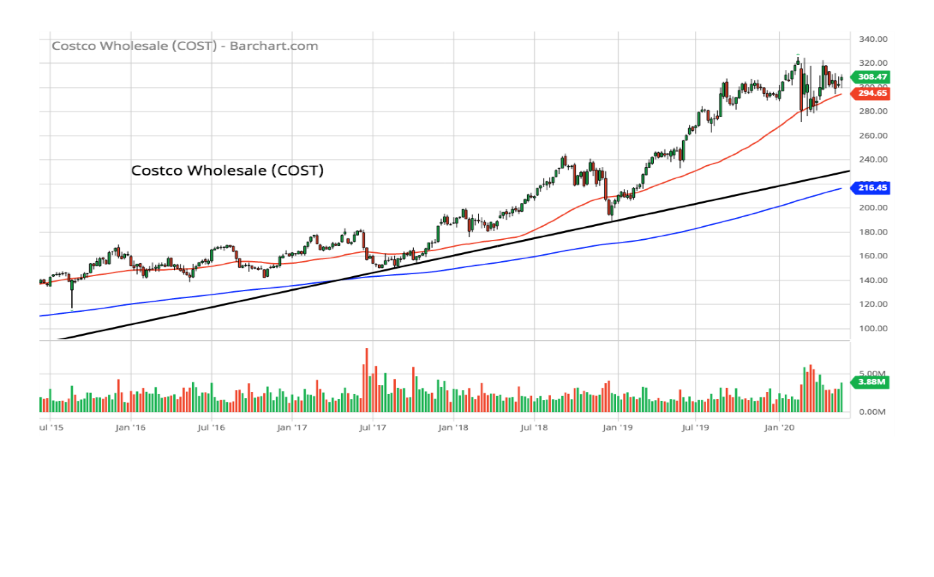 Costco Wholesale (COST) - Barchart.com
340.00
320.00
308.47
294.65
280.00
260.00
240.00
Costco Wholesale (COST)
216.45
200.00
180.00
160.00
140.00
120.00
100.00
5.00M
3.88M
0.00M
ul '15 Jan '16 Jul '16 Jan '17 Jul '17 Jan '18 Jul '18 Jan '19 Jul '19 Jan '20